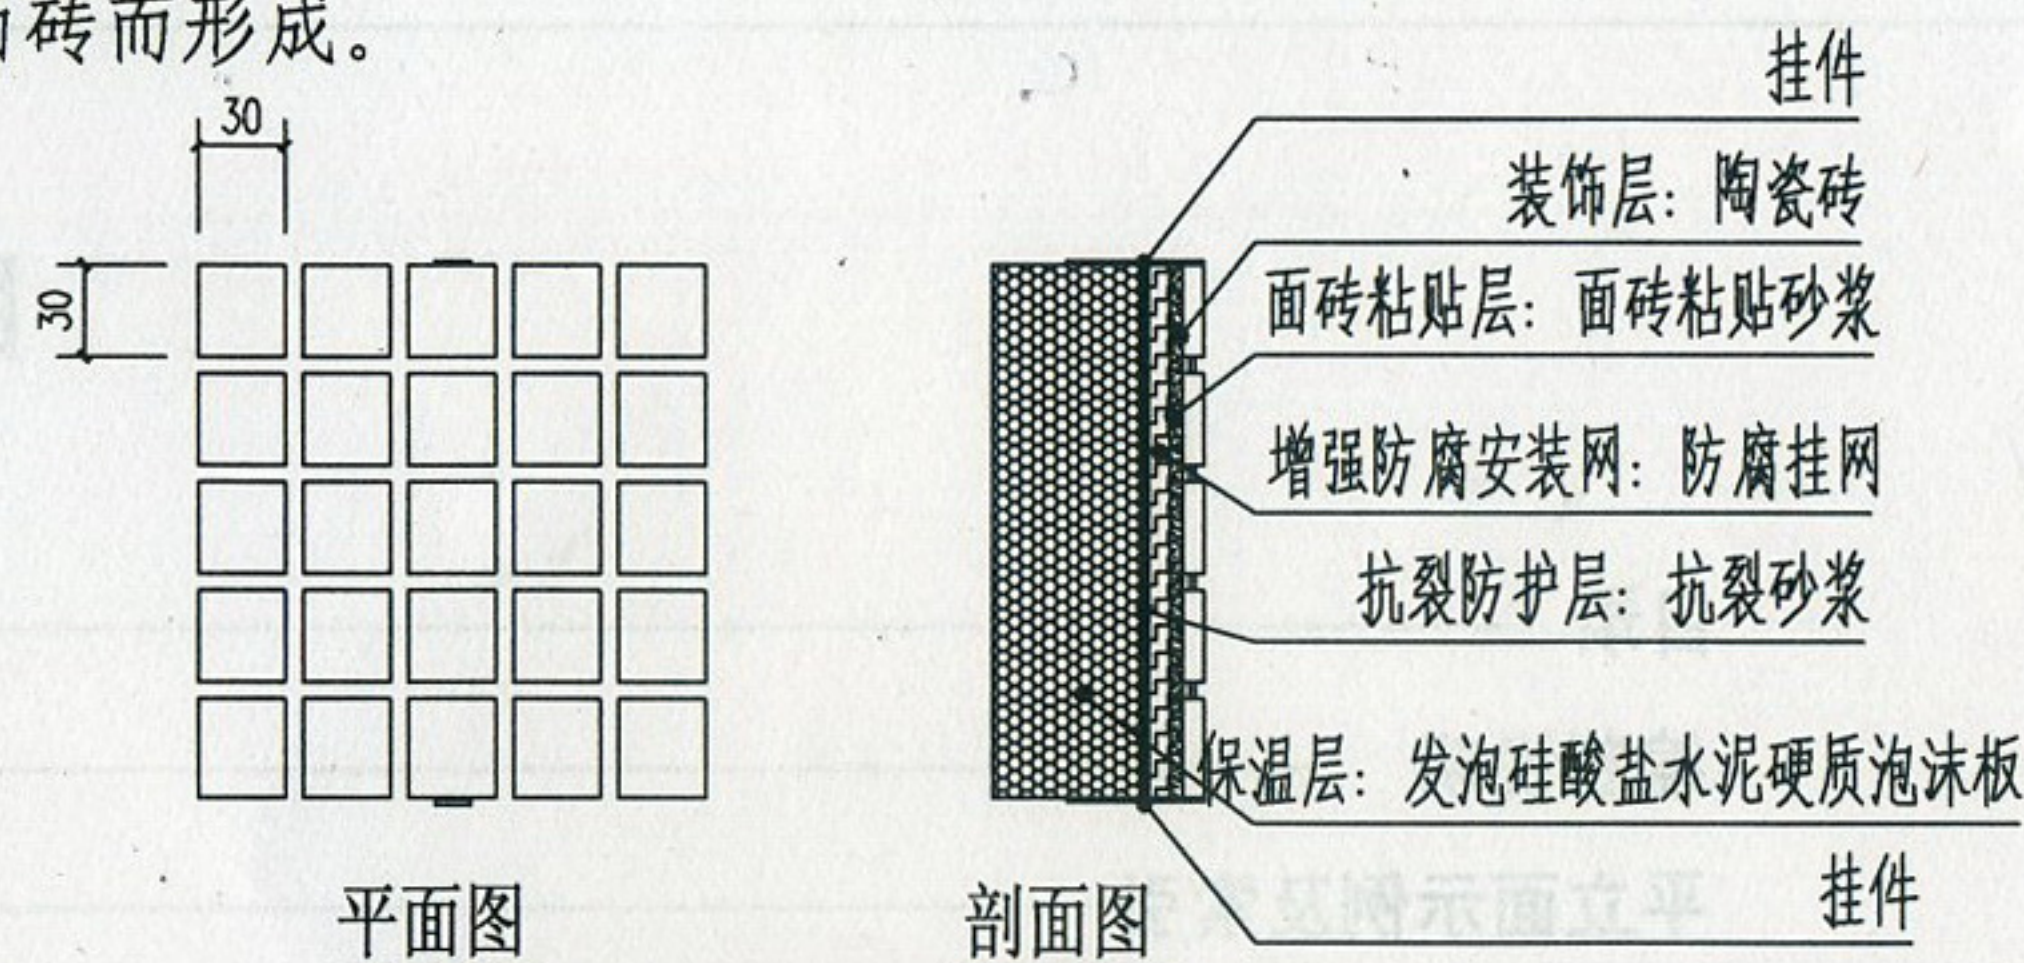 砖而形成。
30
30
挂件
装饰层：陶瓷砖
面砖粘贴层：面砖粘贴砂浆
增强防腐安装网：防腐挂网
抗裂防护层：抗裂砂浆
保温层：发泡硅酸盐水泥硬质泡沫板
挂件
平面图
剖面图